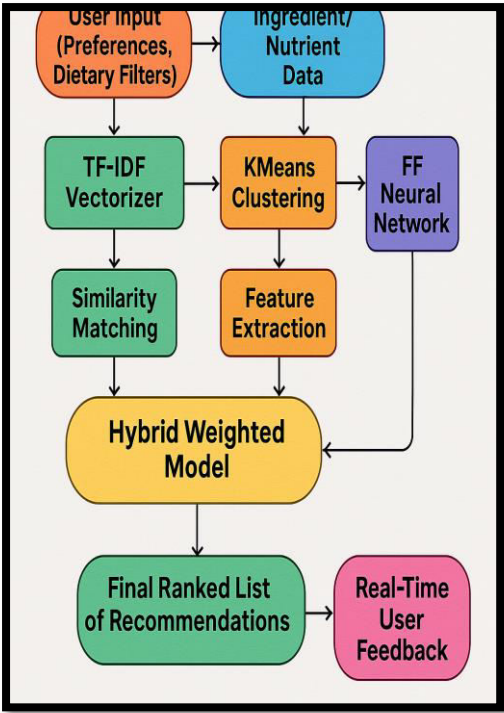 User Input
(Preferences,
Dietary Filters)
Ingredient/
Nutrient
Data
TF-IDF
Vectorizer
KMeans
Clustering
FF
Neural
Network
Similarity
Matching
Feature
Extraction
Hybrid Weighted
Model
Final Ranked List
of Recommendations
Real-Time
User
Feedback